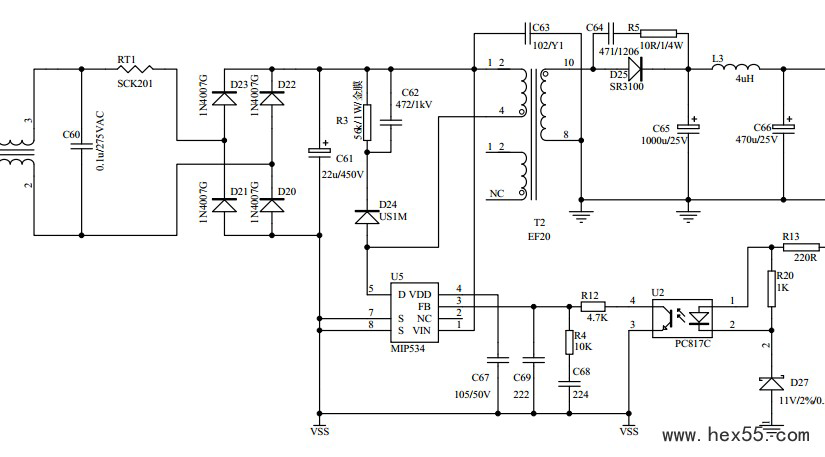 C63
102/Y1
C64
471/1206
R5
10R/1/4W
RT1
SCK201
L3
4uH
1N4007G
D23
1N4007G
D22
1 2
10
D25
SR3100
C62
472/1kV
R3
56k/1W/金膜
4
3
C60
0.1u/275VAC
8
C65
1000u/25V
C66
470u/25V
+
+
+
C61
22u/450V
1 2
2
1N4007G
D21
1N4007G
D20
NC
D24
US1M
T2
EF20
R13
220R
U5
5
D VDD
4
FB
3
7
S NC
2
8
S VIN
1
MIP534
R12
4.7K
U2
4
1
3
2
PC817C
R20
1K
R4
10K
2
C67
105/50V
C69
222
C68
224
D27
11V/2%/0.
VSS
VSS
www.hex55.com